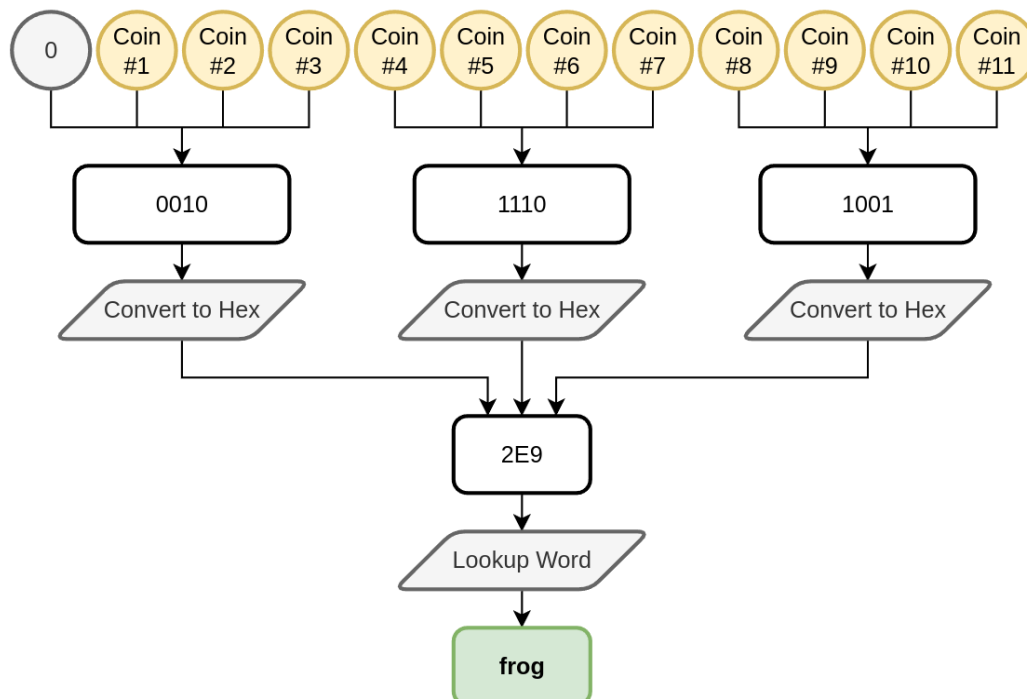 0
Coin
#1
Coin
#2
Coin
#3
Coin
#4
Coin
#5
Coin
#6
Coin
#7
Coin
#8
Coin
#9
Coin
#10
Coin
#11
0010
1110
1001
Convert to Hex
Convert to Hex
Convert to Hex
2E9
Lookup Word
frog